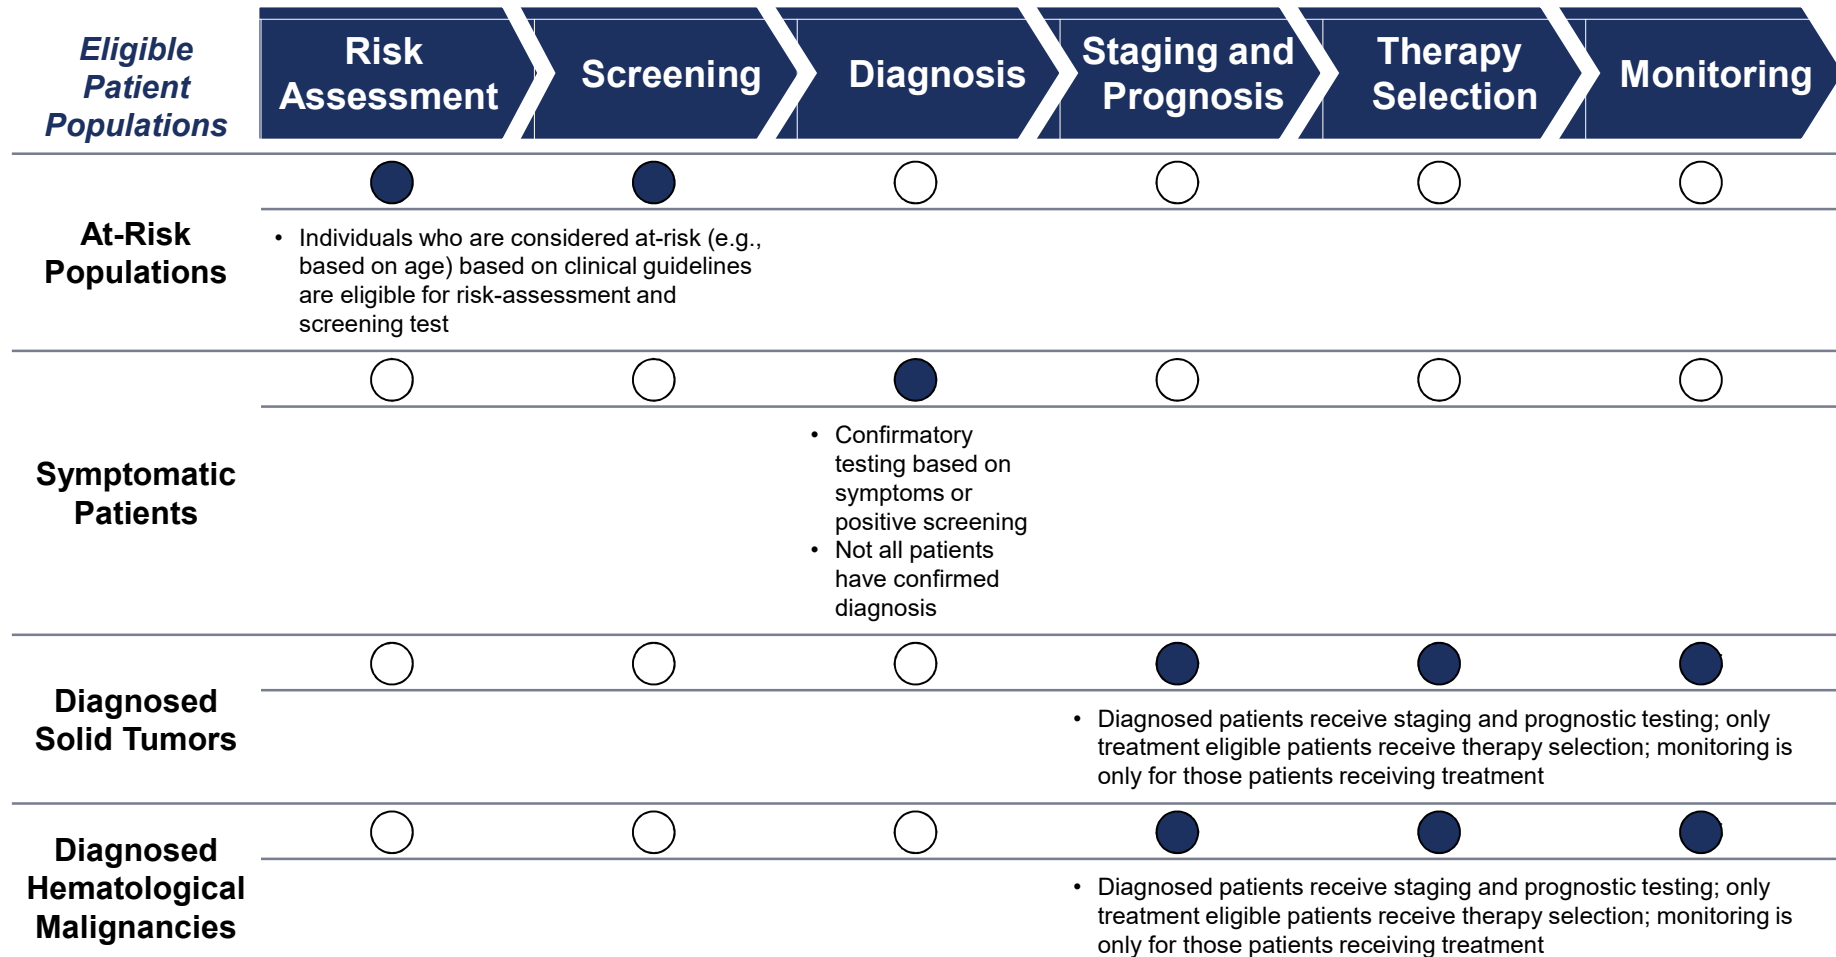 Eligible
Patient
Populations
Risk
Assessment
Screening
Diagnosis
Staging and
Prognosis
Therapy
Selection
Monitoring
At-Risk
Populations
• Individuals who are considered at-risk (e.g.,
based on age) based on clinical guidelines
are eligible for risk-assessment and
screening test
Symptomatic
Patients
• Confirmatory
testing based on
symptoms or
positive screening
• Not all patients
have confirmed
diagnosis
Diagnosed
Solid Tumors
• Diagnosed patients receive staging and prognostic testing; only
treatment eligible patients receive therapy selection; monitoring is
only for those patients receiving treatment
Diagnosed
Hematological
Malignancies
• Diagnosed patients receive staging and prognostic testing; only
treatment eligible patients receive therapy selection; monitoring is
only for those patients receiving treatment